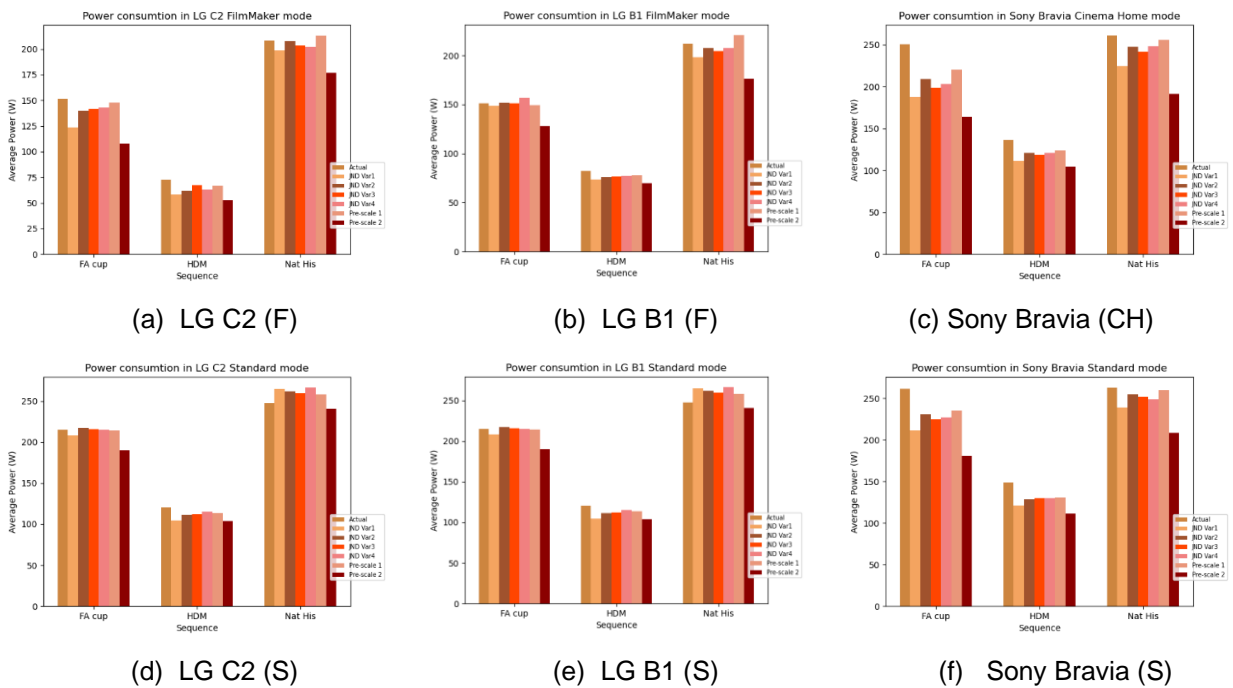 Power consumtion in LG C2 FilmMaker mode
Average Power (W)
200
175
150
125
100
75
50
25
0
Actual
JND Var1
JND Var2
JND Var3
JND Var4
Pre-scale 1
Pre-scale 2
FA cup HDM Nat His
Sequence
(a) LG C2 (F)
Power consumtion in LG B1 FilmMaker mode
Average Power (W)
200
150
100
50
0
Actual
JND Var1
JND Var2
JND Var3
JND Var4
Pre-scale 1
Pre-scale 2
FA cup HDM Nat His
Sequence
(b) LG B1 (F)
Power consumtion in Sony Bravia Cinema Home mode
Average Power (W)
250
200
150
100
50
0
Actual
JND Var1
JND Var2
JND Var3
JND Var4
Pre-scale 1
Pre-scale 2
FA cup HDM Nat His
Sequence
(c) Sony Bravia (CH)
Power consumtion in LG C2 Standard mode
Average Power (W)
250
200
150
100
50
0
Actual
JND Var1
JND Var2
JND Var3
JND Var4
Pre-scale 1
Pre-scale 2
FA cup HDM Nat His
Sequence
(d) LG C2 (S)
Power consumtion in LG B1 Standard mode
Average Power (W)
250
200
150
100
50
0
Actual
JND Var1
JND Var2
JND Var3
JND Var4
Pre-scale 1
Pre-scale 2
FA cup HDM Nat His
Sequence
(e) LG B1 (S)
Power consumtion in Sony Bravia Standard mode
Average Power (W)
250
200
150
100
50
0
Actual
JND Var1
JND Var2
JND Var3
JND Var4
Pre-scale 1
Pre-scale 2
FA cup HDM Nat His
Sequence
(f) Sony Bravia (S)